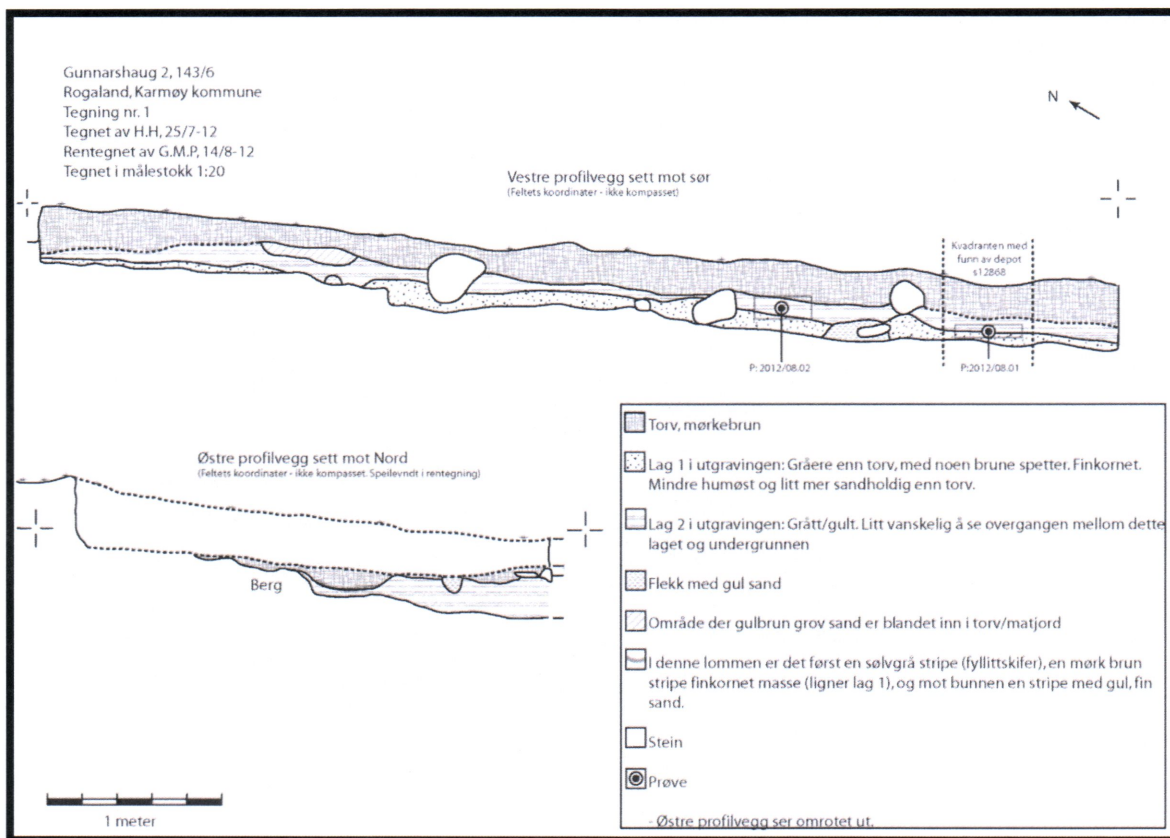 Gunnarshaug 2, 143/6
Rogaland, Karmøy kommune
Tegning nr. 1
Tegnet av H.H, 25/7-12
Rentegnet av G.M.P, 14/8-12
Tegnet i målestokk 1:20
N
Vestre profilvegg sett mot sør
(Feltets koordinater - ikke kompasset)
Kvadranten med
funn av depot
s12868
P: 2012/08.02
P:2012/08.01
Østre profilvegg sett mot Nord
(Feltets koordinater - ikke kompasset. Speilevndt i rentegning)
Berg
1 meter
Torv, mørkebrun
Lag 1 i utgravingen: Gråere enn torv, med noen brune spetter. Finkornet.
Mindre humøst og litt mer sandholdig enn torv.
Lag 2 i utgravingen: Grått/gult. Litt vanskelig å se overgangen mellom dette
laget og undergrunnen
Flekk med gul sand
Område der gulbrun grov sand er blandet inn i torv/matjord
I denne lommen er det først en sølvgrå stripe (fyllittskifer), en mørk brun
stripe finkornet masse (ligner lag 1), og mot bunnen en stripe med gul, fin
sand.
Stein
Prøve
- Østre profilvegg ser omrotet ut.